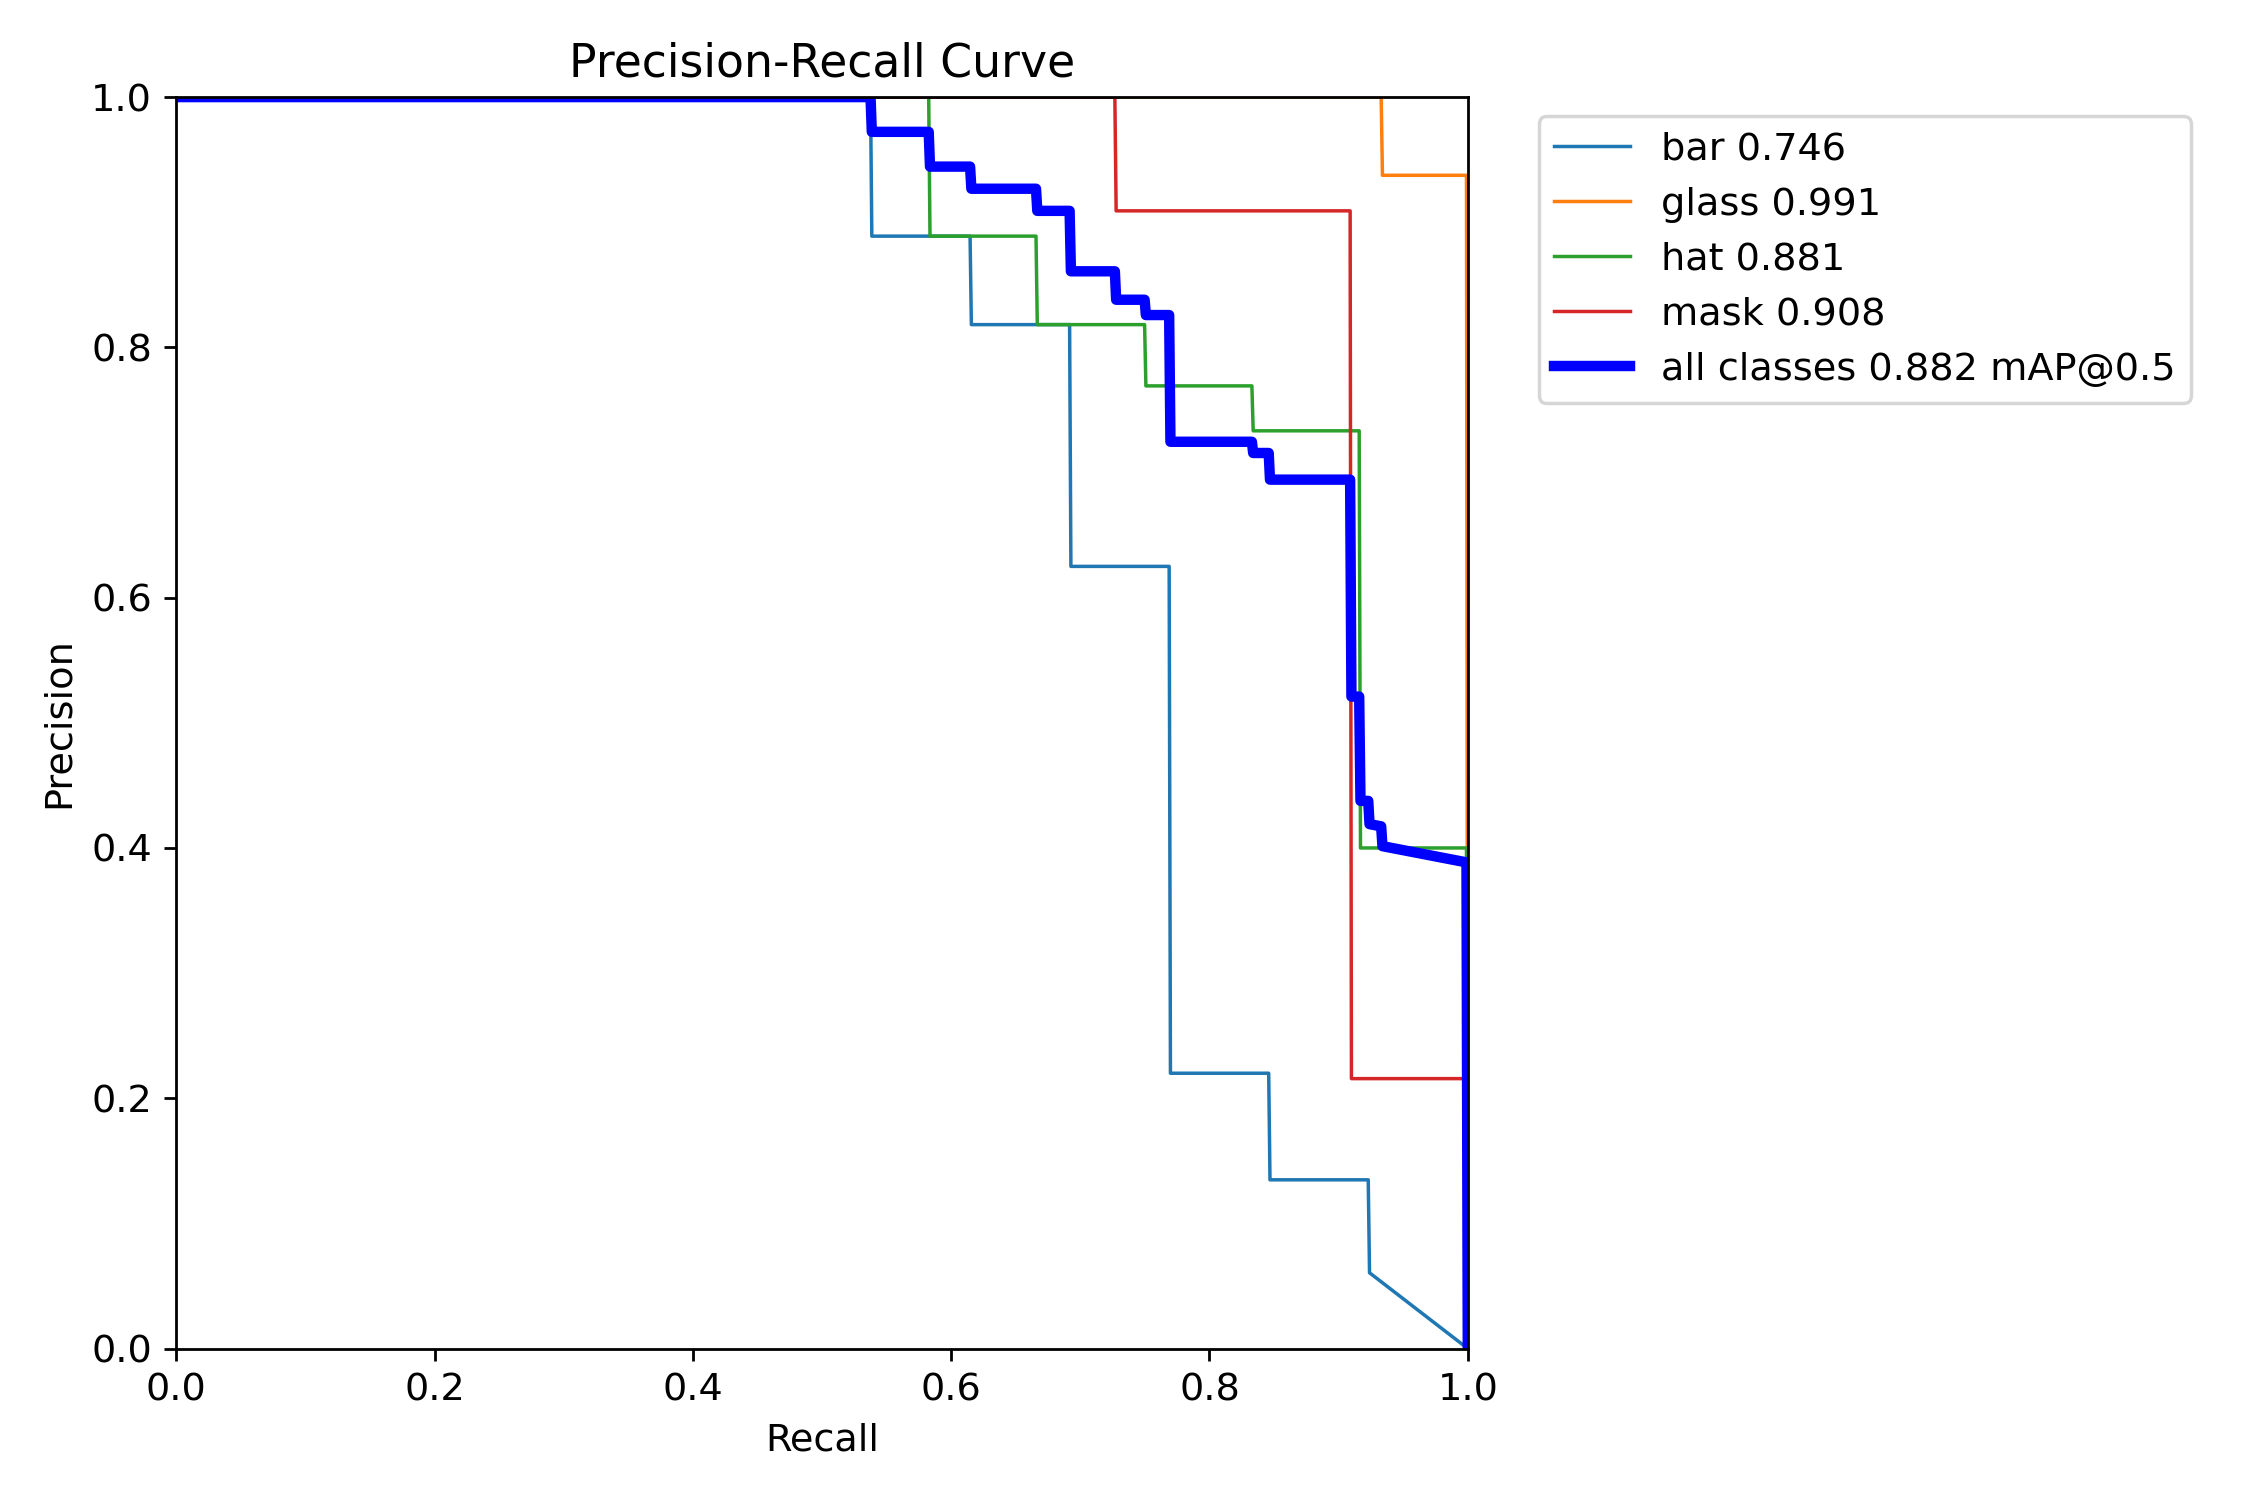 Precision-Recall Curve
1.0
0.8
0.6
0.4
0.2
0.0
Precision
0.0 0.2 0.4 0.6 0.8 1.0
Recall
bar 0.746
glass 0.991
hat 0.881
mask 0.908
all classes 0.882 mAP@0.5